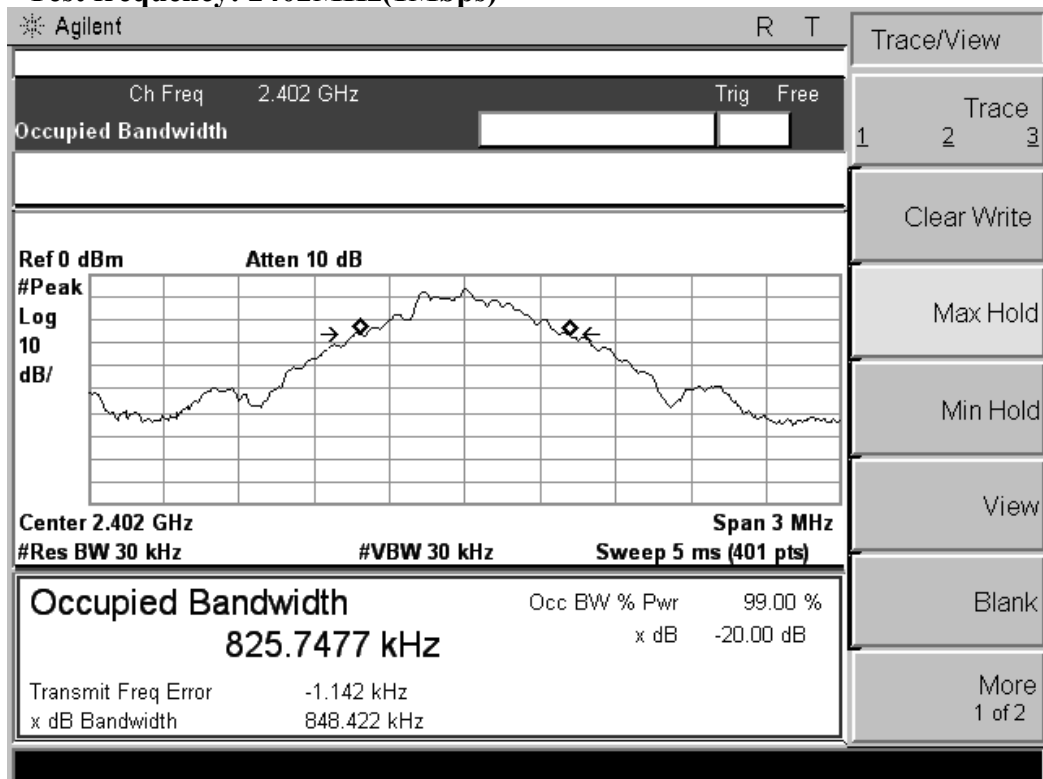 Test frequency: 2402MHz(1Mbps)
Agilent R T
Trace/View
Ch Freq 2.402 GHz Trig Free
Occupied Bandwidth
Trace
1 2 3
Clear Write
Ref 0 dBm Atten 10 dB
#Peak
Log
10
dB/
Max Hold
Min Hold
Center 2.402 GHz Span 3 MHz
#Res BW 30 kHz #VBW 30 kHz Sweep 5 ms (401 pts)
View
Occupied Bandwidth Occ BW % Pwr 99.00 %
825.7477 kHz x dB -20.00 dB
Blank
Transmit Freq Error -1.142 kHz
x dB Bandwidth 848.422 kHz
More
1 of 2